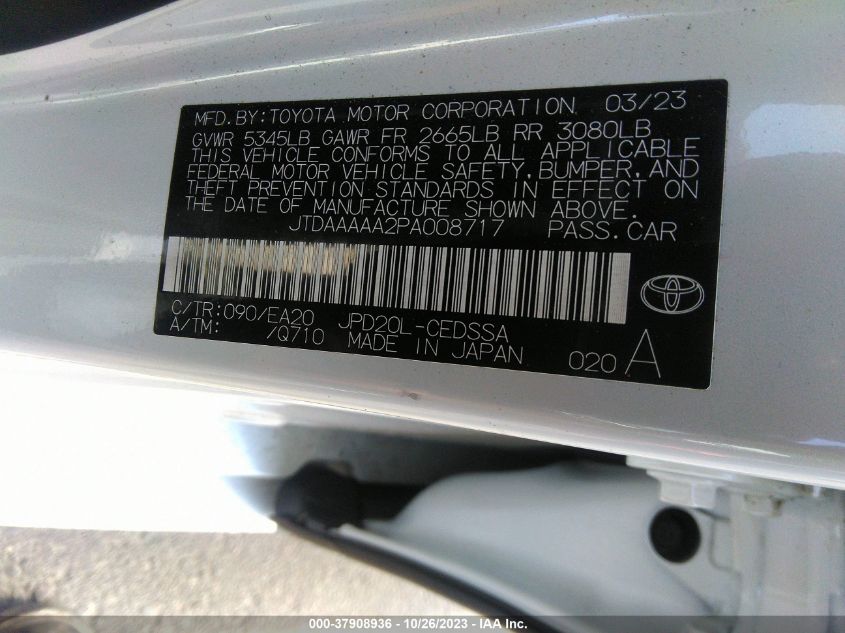 MFD. BY: TOYOTA MOTOR CORPORATION 03/23
GVWR 5345LB GAWR FR 2665LB RR 3080LB
THIS VEHICLE CONFORMS TO ALL APPLICABLE
FEDERAL MOTOR VEHICLE SAFETY, BUMPER, AND
THEFT PREVENTION STANDARDS IN EFFECT ON
THE DATE OF MANUFACTURE SHOWN ABOVE.
JTDAAAAA2PA008717 PASS. CAR
C/TR: 090/EA20 JPD20L-CEDSSA
A/TM: /Q710 MADE IN JAPAN
020 A
000-37908936 - 10/26/2023 - IAA Inc.